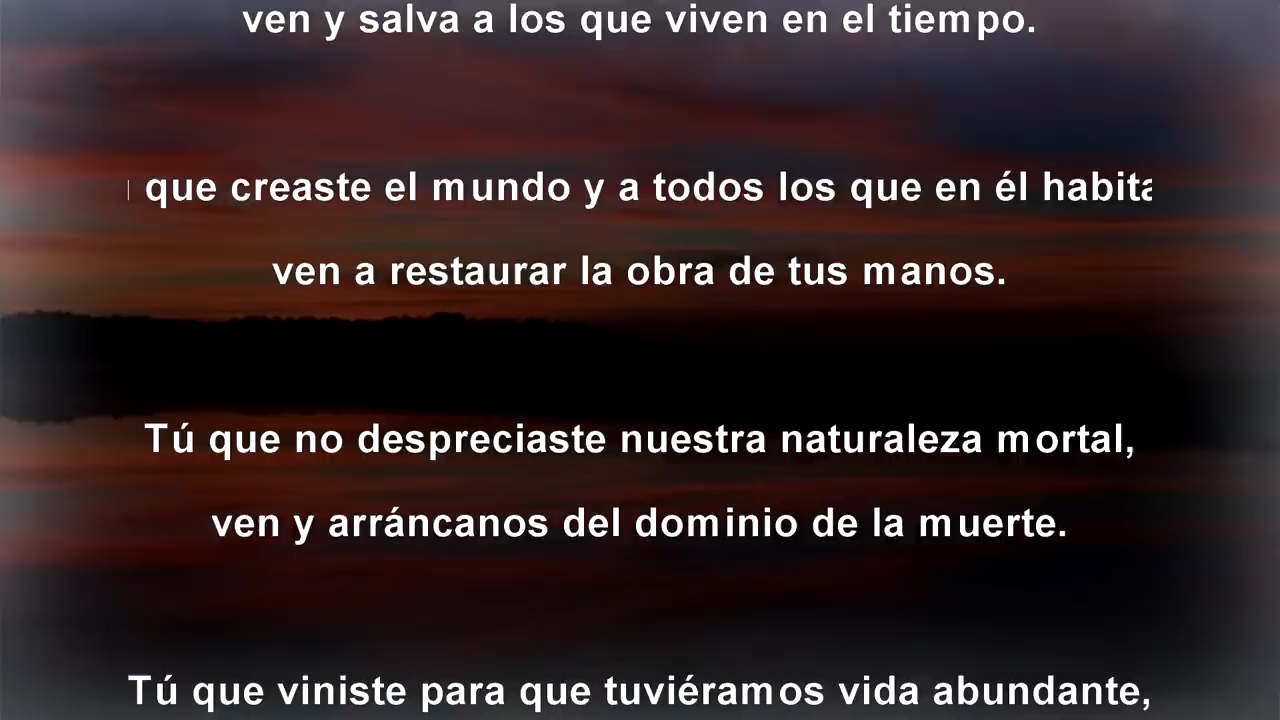 ven y salva a los que viven en el tiempo.
que creaste el mundo y a todos los que en él
ven a restaurar la obra de tus manos.
Tú que no despreciaste nuestra naturaleza mortal,
ven y arráncanos del dominio de la muerte.
Tú que viniste para que tuviéramos vida abundante,